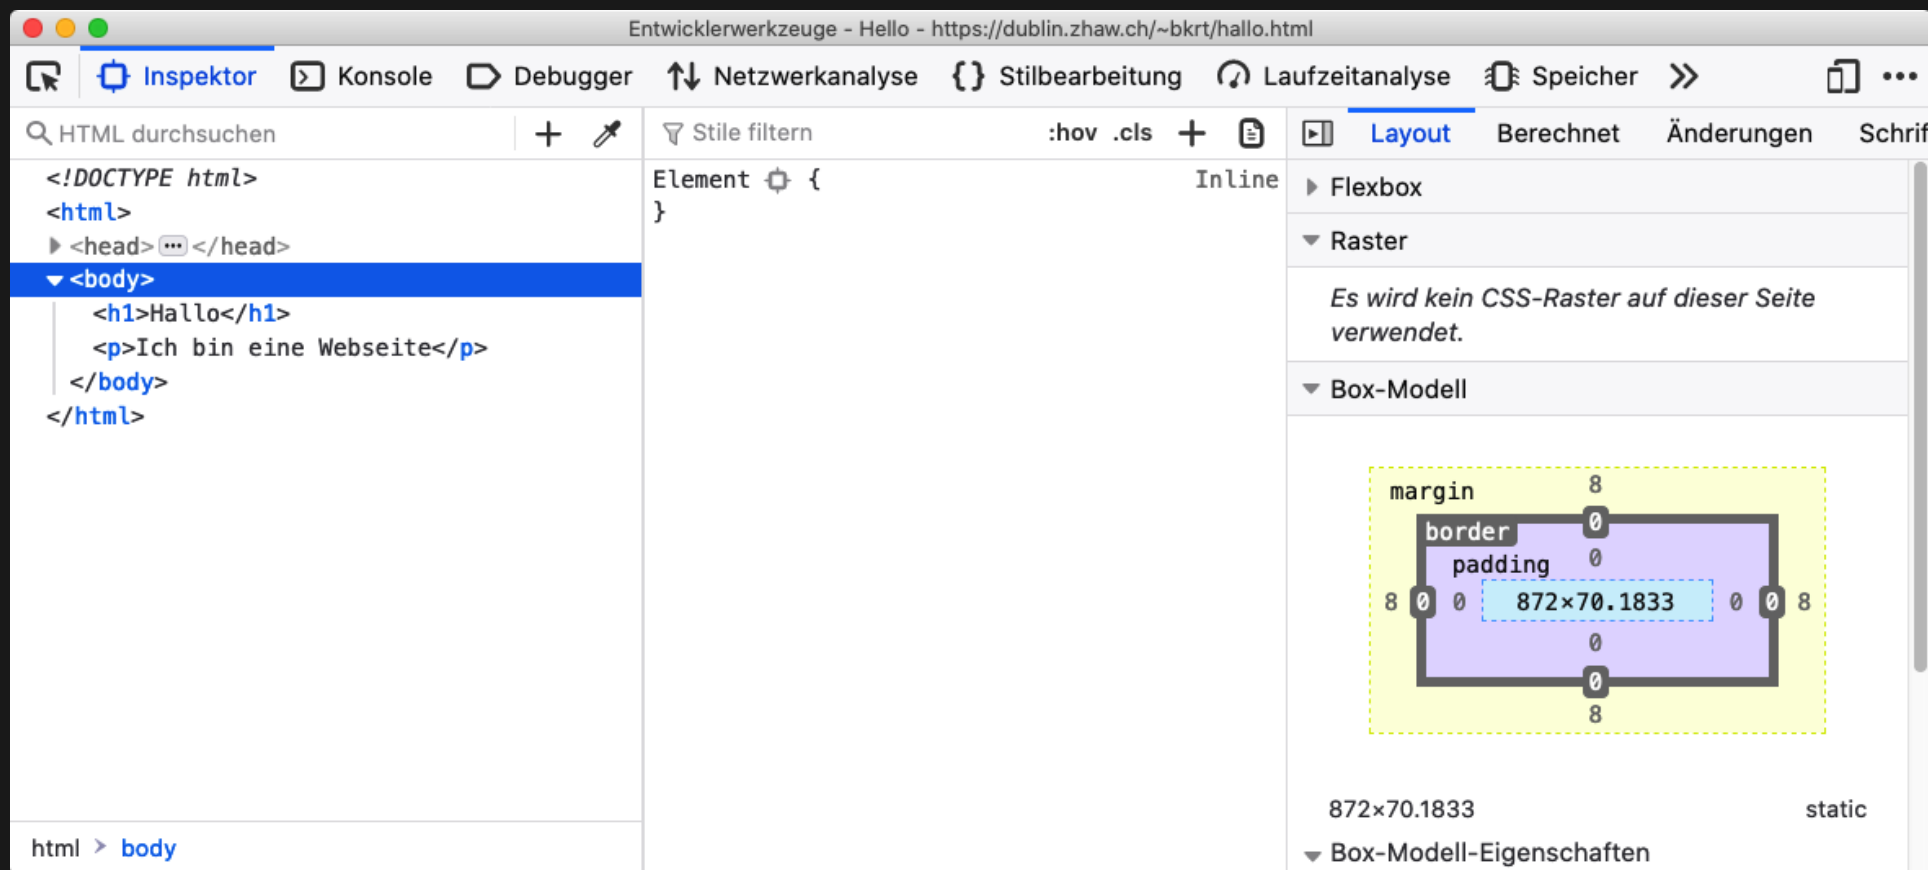 Entwicklerwerkzeuge - Hello - https://dublin.zhaw.ch/~bkrt/hallo.html
Inspektor Konsole Debugger Netzwerkanalyse {} Stilbearbeitung Laufzeitanalyse Speicher
HTML durchsuchen
<!DOCTYPE html>
<html>
<head> ••• </head>
<body>
<h1>Hallo</h1>
<p>Ich bin eine Webseite</p>
</body>
</html>
html > body
Stile filtern :hov .cls
Element {
Inline
}
Layout Berechnet Änderungen Schrif
Flexbox
Raster
Es wird kein CSS-Raster auf dieser Seite
verwendet.
Box-Modell
margin 8
border 0
padding 0
8 0 0 872×70.1833 0 0 8
0
0
8
872×70.1833 static
Box-Modell-Eigenschaften